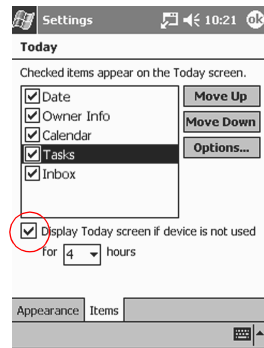 Settings 10:21 ok
Today
Checked items appear on the Today screen.
Date
Owner Info
Calendar
Tasks
Inbox
Move Up
Move Down
Options...
Display Today screen if device is not used
for 4 hours
Appearance Items